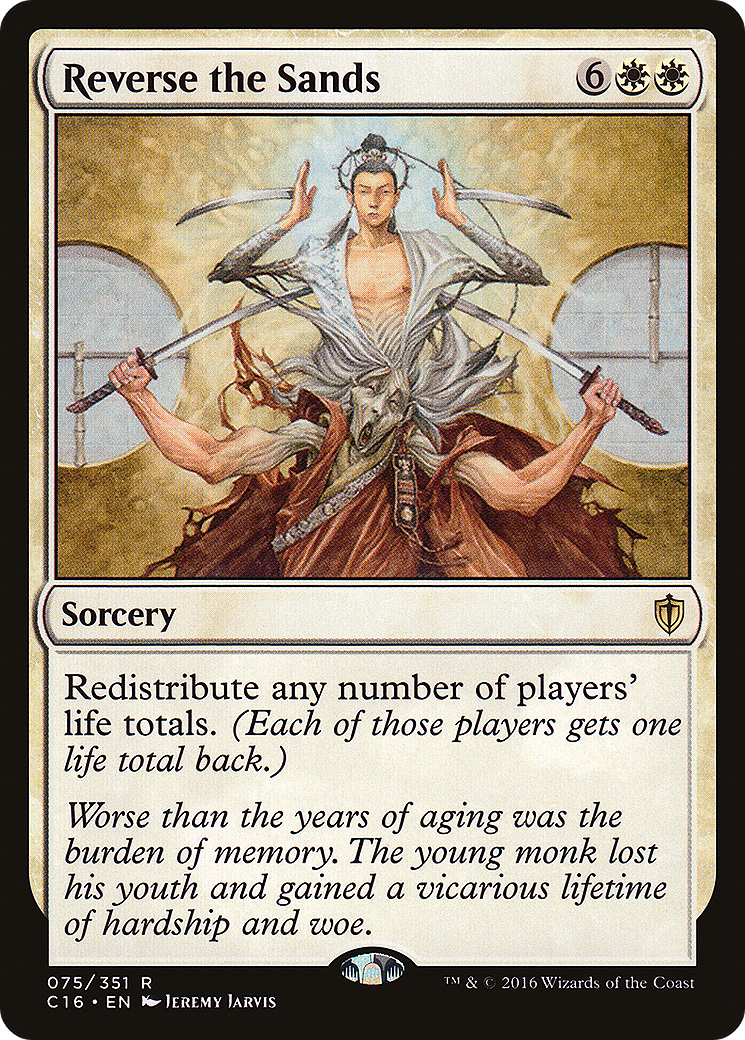 Reverse the Sands 6
Sorcery
Redistribute any number of players’
life totals. (Each of those players gets one
life total back.)
Worse than the years of aging was the
burden of memory. The young monk lost
his youth and gained a vicarious lifetime
of hardship and woe.
075/351 R
C16 • EN JEREMY JARVIS
™ & © 2016 Wizards of the Coast